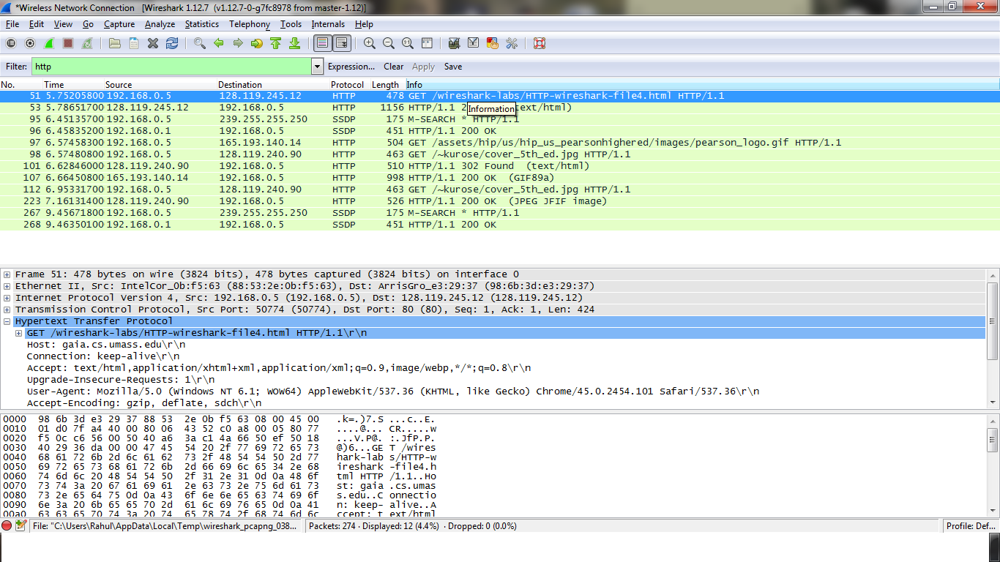 *Wireless Network Connection [Wireshark 1.12.7 (v1.12.7-0-g7fc8978 from master-1.12)]
File Edit View Go Capture Analyze Statistics Telephony Tools Internals Help
Filter: http Expression... Clear Apply Save
No. Time Source Destination Protocol Length Info
51 5.75205800 192.168.0.5 128.119.245.12 HTTP 478 GET /wireshark-labs/HTTP-wireshark-file4.html HTTP/1.1
53 5.78651700 128.119.245.12 192.168.0.5 HTTP 1156 HTTP/1.1 2 ext/html)
Information
95 6.45135700 192.168.0.5 239.255.255.250 SSDP 175 M-SEARCH * HTTP/1.1
96 6.45835200 192.168.0.1 192.168.0.5 SSDP 451 HTTP/1.1 200 OK
97 6.57458300 192.168.0.5 165.193.140.14 HTTP 504 GET /assets/hip/us/hip_us_pearsonhighered/images/pearson_logo.gif HTTP/1.1
98 6.57480800 192.168.0.5 128.119.240.90 HTTP 463 GET /~kurose/cover_5th_ed.jpg HTTP/1.1
101 6.62846000 128.119.240.90 192.168.0.5 HTTP 510 HTTP/1.1 302 Found (text/html)
107 6.66450800 165.193.140.14 192.168.0.5 HTTP 998 HTTP/1.1 200 OK (GIF89a)
112 6.95331700 192.168.0.5 128.119.240.90 HTTP 463 GET /~kurose/cover_5th_ed.jpg HTTP/1.1
223 7.16131400 128.119.240.90 192.168.0.5 HTTP 526 HTTP/1.1 200 OK (JPEG JFIF image)
267 9.45671800 192.168.0.5 239.255.255.250 SSDP 175 M-SEARCH * HTTP/1.1
268 9.46350100 192.168.0.1 192.168.0.5 SSDP 451 HTTP/1.1 200 OK
Frame 51: 478 bytes on wire (3824 bits), 478 bytes captured (3824 bits) on interface 0
Ethernet II, Src: IntelCor_0b:f5:63 (88:53:2e:0b:f5:63), Dst: ArrisGro_e3:29:37 (98:6b:3d:e3:29:37)
Internet Protocol Version 4, Src: 192.168.0.5 (192.168.0.5), Dst: 128.119.245.12 (128.119.245.12)
Transmission Control Protocol, Src Port: 50774 (50774), Dst Port: 80 (80), Seq: 1, Ack: 1, Len: 424
Hypertext Transfer Protocol
GET /wireshark-labs/HTTP-wireshark-file4.html HTTP/1.1\r\n
Host: gaia.cs.umass.edu\r\n
Connection: keep-alive\r\n
Accept: text/html,application/xhtml+xml,application/xml;q=0.9,image/webp,*/*;q=0.8\r\n
Upgrade-Insecure-Requests: 1\r\n
User-Agent: Mozilla/5.0 (Windows NT 6.1; WOW64) AppleWebKit/537.36 (KHTML, like Gecko) Chrome/45.0.2454.101 Safari/537.36\r\n
Accept-Encoding: gzip, deflate, sdch\r\n
0000 98 6b 3d e3 29 37 88 53 2e 0b f5 63 08 00 45 00 .k=.)7.S ...c..E.
0010 01 d0 7f a4 40 00 80 06 43 52 c0 a8 00 05 80 77 ....@... CR.....w
0020 f5 0c c6 56 00 50 40 a6 3a c1 4a 66 50 ef 50 18 ...V.P@. :.JfP.P.
0030 40 29 36 da 00 00 47 45 54 20 2f 77 69 72 65 73 @)6...GE T /wires
0040 68 61 72 6b 2d 6c 61 62 73 2f 48 54 54 50 2d 77 hark-lab s/HTTP-w
0050 69 72 65 73 68 61 72 6b 2d 66 69 6c 65 34 2e 68 ireshark -file4.h
0060 74 6d 6c 20 48 54 54 50 2f 31 2e 31 0d 0a 48 6f tml HTTP /1.1..Ho
0070 73 74 3a 20 67 61 69 61 2e 63 73 2e 75 6d 61 73 st: gaia .cs.umas
0080 73 2e 65 64 75 0d 0a 43 6f 6e 6e 65 63 74 69 6f s.edu..C onnectio
0090 6e 3a 20 6b 65 65 70 2d 61 6c 69 76 65 0d 0a 41 n: keep- alive..A
00a0 63 63 65 70 74 3a 20 74 65 78 74 2f 68 74 6d 6c ccept: t ext/html
File: "C:\Users\Rahul\AppData\Local\Temp\wireshark_pcapng_038... Packets: 274 · Displayed: 12 (4.4%) · Dropped: 0 (0.0%) Profile: Def...